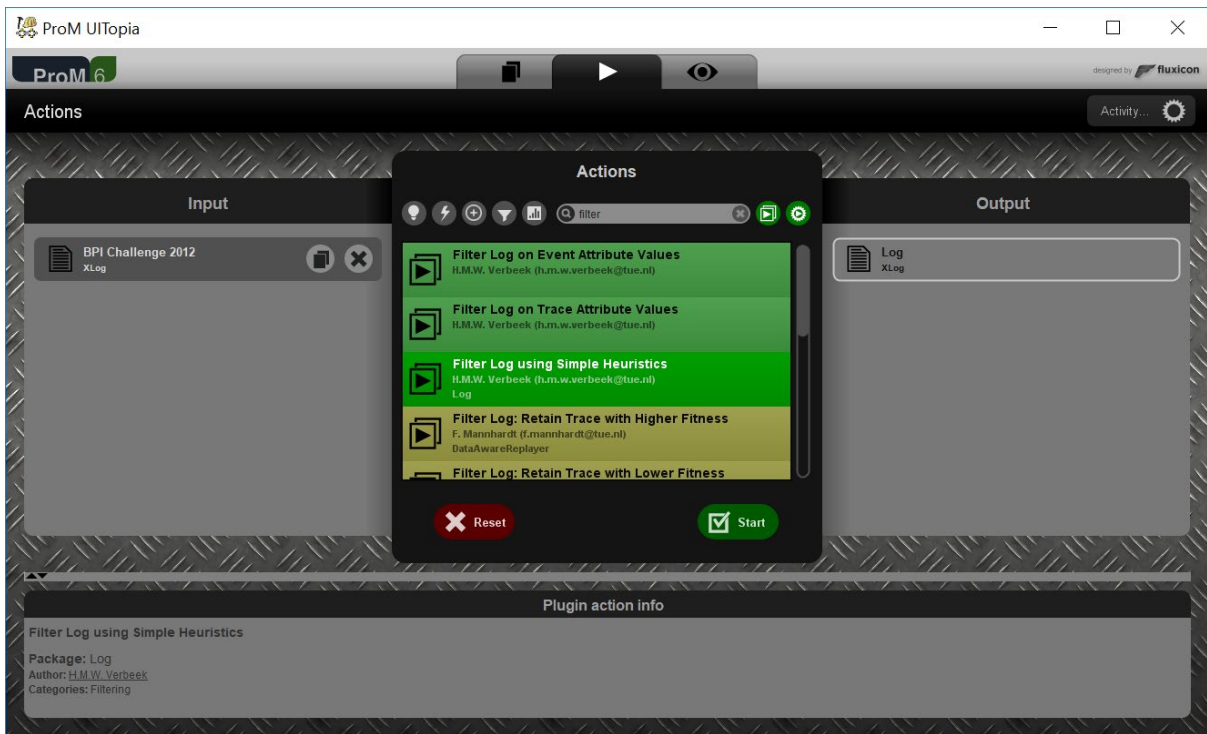 ProM UITopia
ProM 6
designed by fluxicon
Actions
Activity...
Input
BPI Challenge 2012
XLog
Actions
filter
Filter Log on Event Attribute Values
H.M.W. Verbeek (h.m.w.verbeek@tue.nl)
Filter Log on Trace Attribute Values
H.M.W. Verbeek (h.m.w.verbeek@tue.nl)
Filter Log using Simple Heuristics
H.M.W. Verbeek (h.m.w.verbeek@tue.nl)
Log
Filter Log: Retain Trace with Higher Fitness
F. Mannhardt (f.mannhardt@tue.nl)
DataAwareReplayer
Filter Log: Retain Trace with Lower Fitness
Reset
Start
Output
Log
XLog
Plugin action info
Filter Log using Simple Heuristics
Package: Log
Author: H.M.W. Verbeek
Categories: Filtering